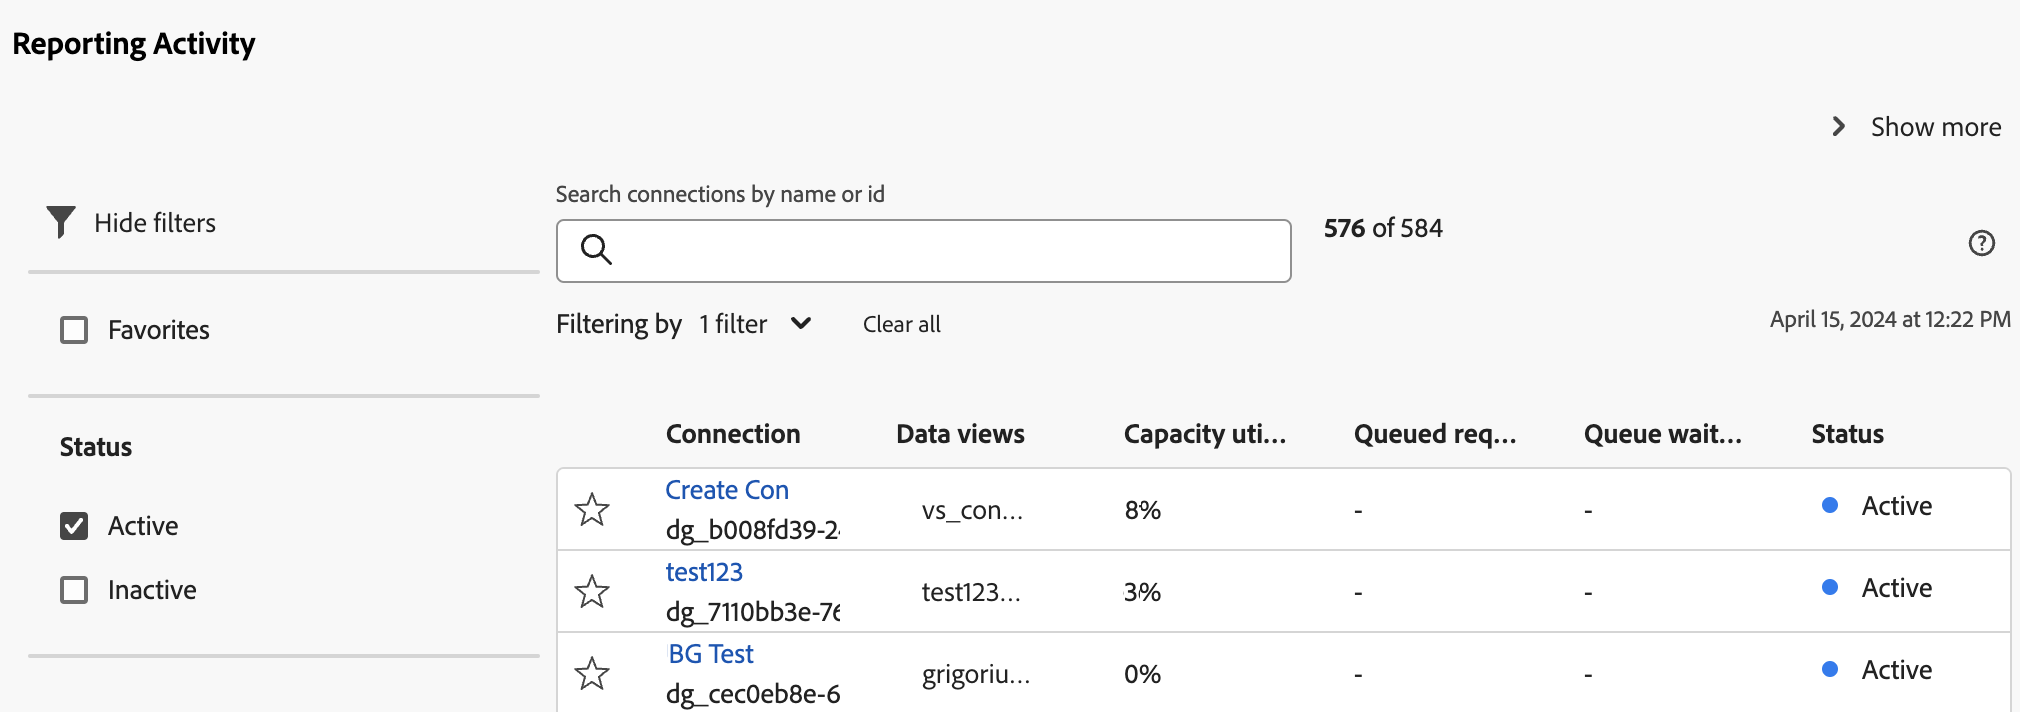 Reporting Activity
Show more
Hide filters
Search connections by name or id
576 of 584
Filtering by 1 filter Clear all
April 15, 2024 at 12:22 PM
Favorites
Status
Active
Inactive
Connection Data views Capacity uti... Queued req... Queue wait... Status
Create Con
dg_b008fd39-2 vs_con... 8% - - Active
test123
dg_7110bb3e-76 test123... 3% - - Active
BG Test
dg_cec0eb8e-6 grigoriu... 0% - - Active